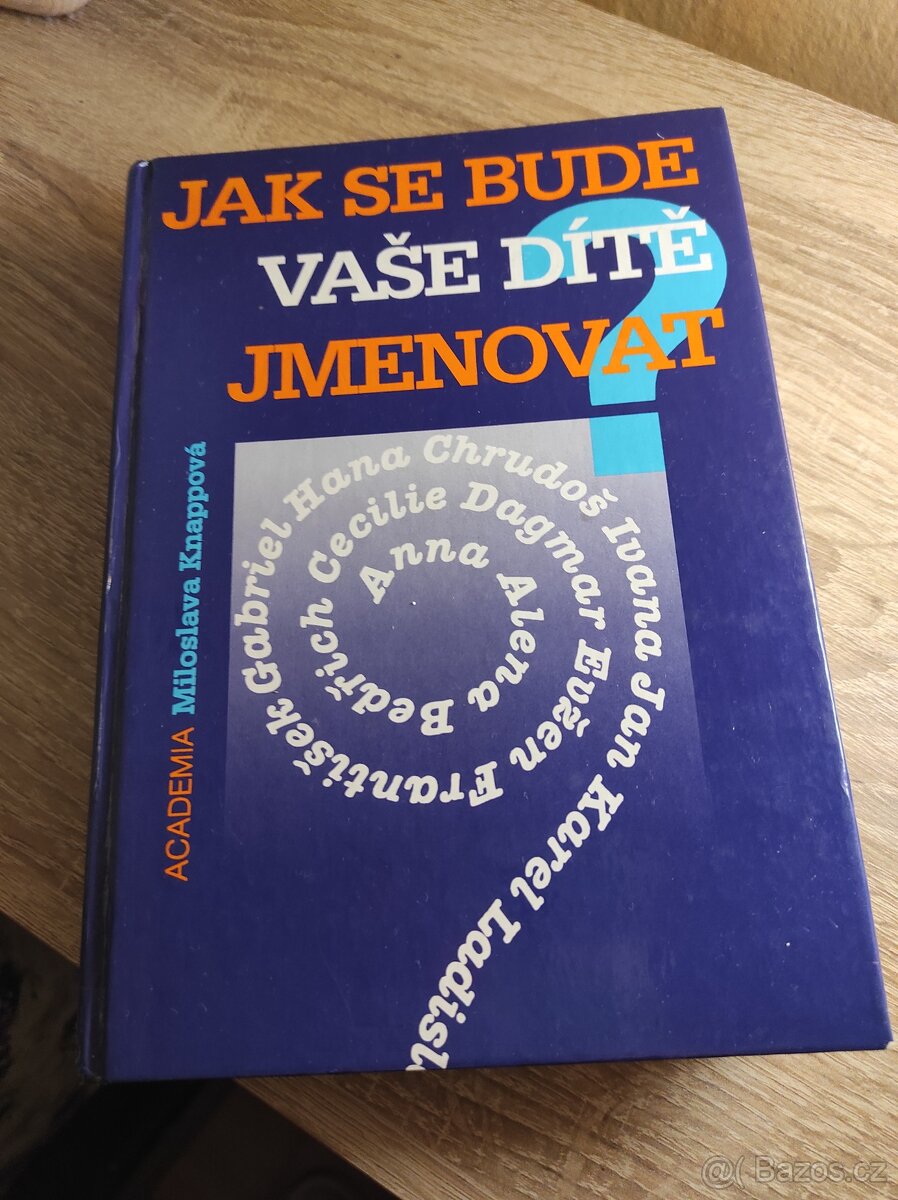 JAK SE BUDE
VAŠE DÍTĚ
JMENOVAT
?
ACADEMIA Miloslava Knappová
Anna Alena Bedřich Cecilie Dagmar Evžen František Gabriel Hana Chrudoš Ivana Jan Karel Ladisl
@( Bazos.cz